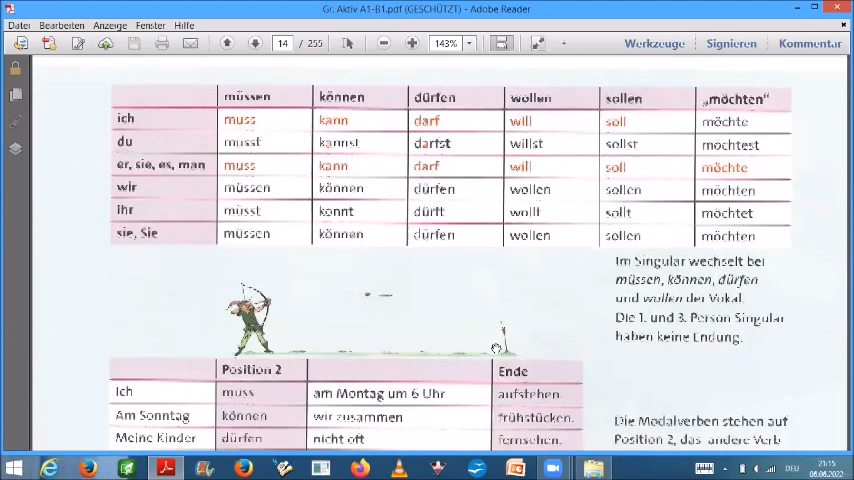 Gr. Aktiv A1-B1.pdf (GESCHÜTZT) - Adobe Reader
Datei Bearbeiten Anzeige Fenster Hilfe
14 / 255 143% Werkzeuge Signieren Kommentar
müssen können dürfen wollen sollen „möchten“
ich muss kann darf will soll möchte
du musst kannst darfst willst sollst möchtest
er, sie, es, man muss kann darf will soll möchte
wir müssen können dürfen wollen sollen möchten
ihr müsst könnt dürft wollt sollt möchtet
sie, Sie müssen können dürfen wollen sollen möchten
Im Singular wechselt bei
müssen, können, dürfen
und wollen der Vokal.
Die 1. und 3. Person Singular
haben keine Endung.
Position 2 Ende
Ich muss am Montag um 6 Uhr aufstehen.
Am Sonntag können wir zusammen frühstücken.
Meine Kinder dürfen nicht oft fernsehen.
Die Modalverben stehen auf
Position 2, das andere Verb
DEU
21:15
06.06.2022